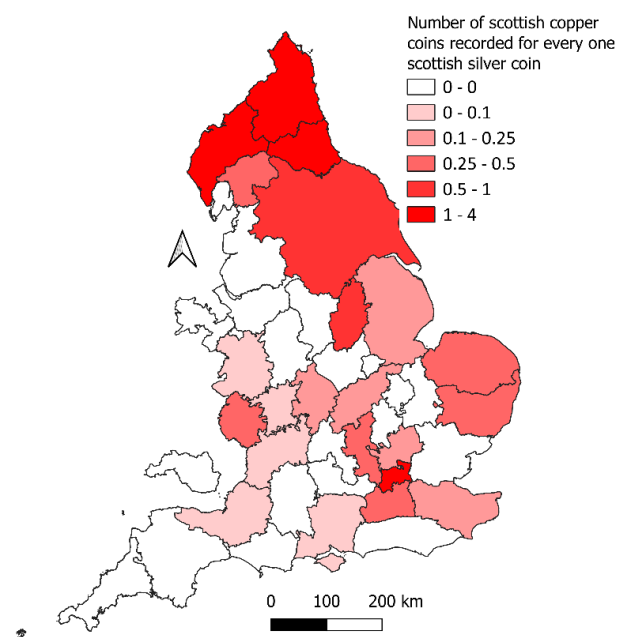 Number of scottish copper
coins recorded for every one
scottish silver coin
0 - 0
0 - 0.1
0.1 - 0.25
0.25 - 0.5
0.5 - 1
1 - 4
0 100 200 km